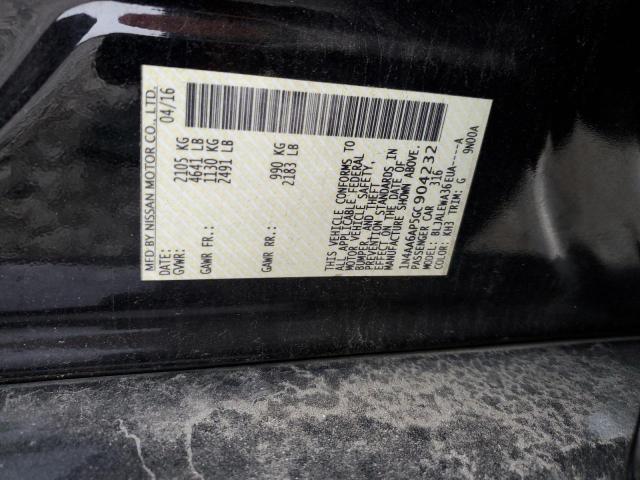 MFD BY NISSAN MOTOR CO., LTD.
DATE: 04/16
GVWR: 2105 KG
4641 LB
GAWR FR.: 1130 KG
2491 LB
GAWR RR.: 990 KG
2183 LB
THIS VEHICLE CONFORMS TO
ALL APPLICABLE FEDERAL
MOTOR VEHICLE SAFETY,
BUMPER, AND THEFT
PREVENTION STANDARDS IN
EFFECT ON THE DATE OF
MANUFACTURE SHOWN ABOVE.
1N4AA6AP5GC904232
PASSENGER CAR 316
MODEL: BLJALEWA36EUA----A
COLOR: KH3 TRIM: G 9W00A